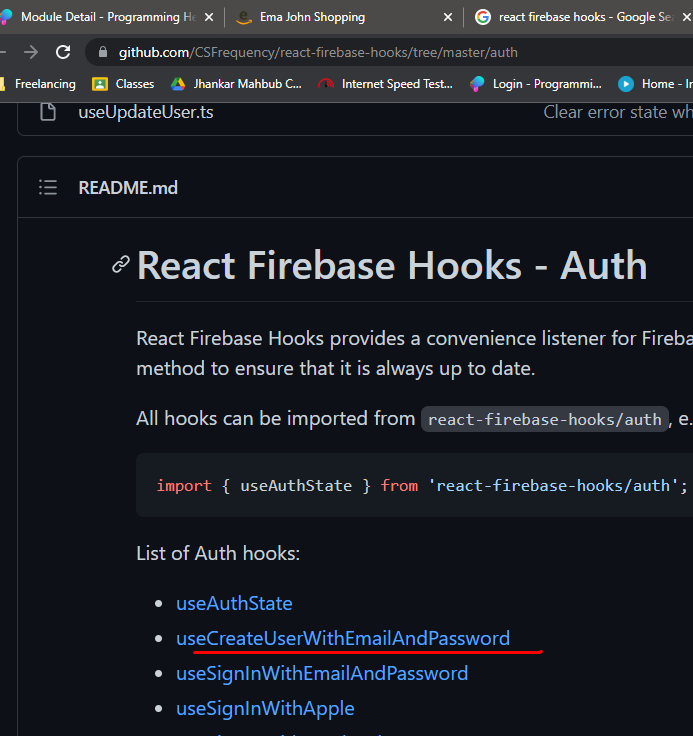 Module Detail - Programming He
Ema John Shopping
react firebase hooks - Google Sea
github.com/CSFrequency/react-firebase-hooks/tree/master/auth
Freelancing
Classes
Jhankar Mahbub C...
Internet Speed Test...
Login - Programmi...
Home - In
useUpdateUser.ts
Clear error state wh
README.md
React Firebase Hooks - Auth
React Firebase Hooks provides a convenience listener for Fireba
method to ensure that it is always up to date.
All hooks can be imported from react-firebase-hooks/auth, e.
import { useAuthState } from 'react-firebase-hooks/auth';
List of Auth hooks:
• useAuthState
• useCreateUserWithEmailAndPassword
• useSignInWithEmailAndPassword
• useSignInWithApple